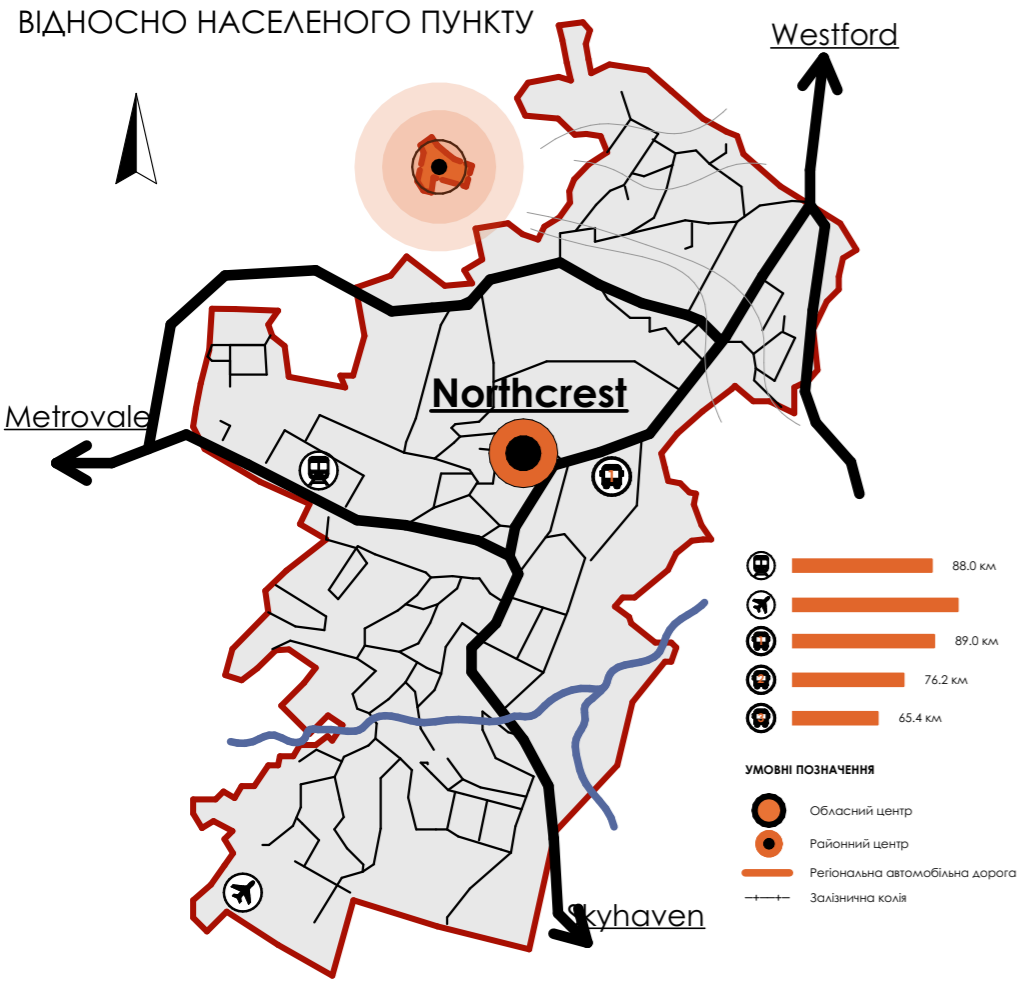 ВІДНОСНО НАСЕЛЕНОГО ПУНКТУ
Westford
Northcrest
Metrovale
88.0 км
89.0 км
76.2 км
65.4 км
УМОВНІ ПОЗНАЧЕННЯ
Обласний центр
Районний центр
Регіональна автомобільна дорога
Залізнична колія
Skyhaven